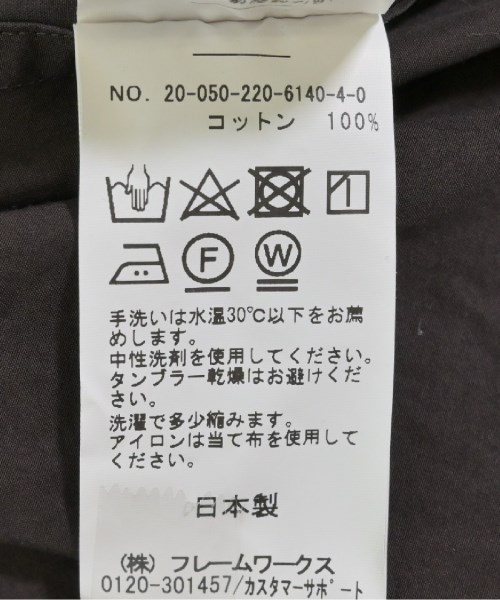 NO. 20-050-220-6140-4-0
コットン 100%
F
W
手洗いは水温30℃以下をお薦
めします。
中性洗剤を使用してください。
タンブラー乾燥はお避けくだ
さい。
洗濯で多少縮みます。
アイロンは当て布を使用して
ください。
日本製
(株) フレームワークス
0120-301457/カスタマーサポート